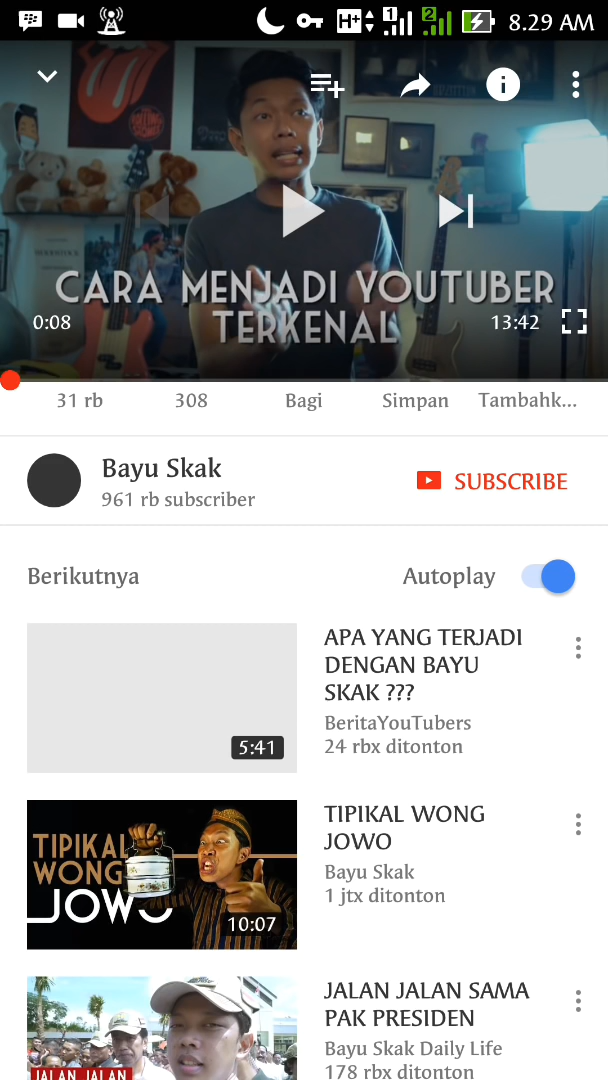 8.29 AM
CARA MENJADI YOUTUBER
TERKENAL
0:08
13:42
31 rb
308
Bagi
Simpan
Tambahk...
Bayu Skak
961 rb subscriber
SUBSCRIBE
Berikutnya
Autoplay
5:41
APA YANG TERJADI
DENGAN BAYU
SKAK ???
BeritaYouTubers
24 rbx ditonton
TIPIKAL
WONG
JOWO
10:07
TIPIKAL WONG
JOWO
Bayu Skak
1 jtx ditonton
JALAN JALAN
JALAN JALAN SAMA
PAK PRESIDEN
Bayu Skak Daily Life
178 rbx ditonton